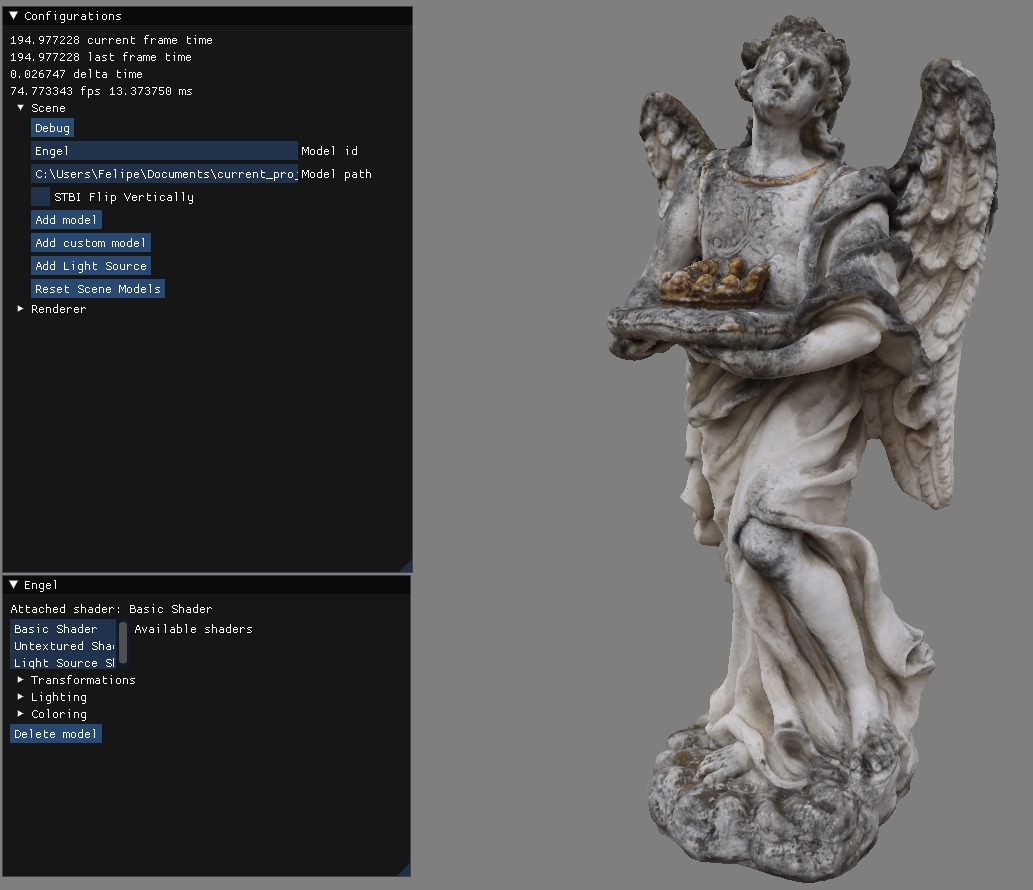 Configurations
194.977228 current frame time
194.977228 last frame time
0.026747 delta time
74.773343 fps 13.373750 ms
Scene
Debug
Engel Model id
C:\Users\Felipe\Documents\current_pro Model path
STBI Flip Vertically
Add model
Add custom model
Add Light Source
Reset Scene Models
Renderer
Engel
Attached shader: Basic Shader
Basic Shader Available shaders
Untextured Sha
Light Source S
Transformations
Lighting
Coloring
Delete model